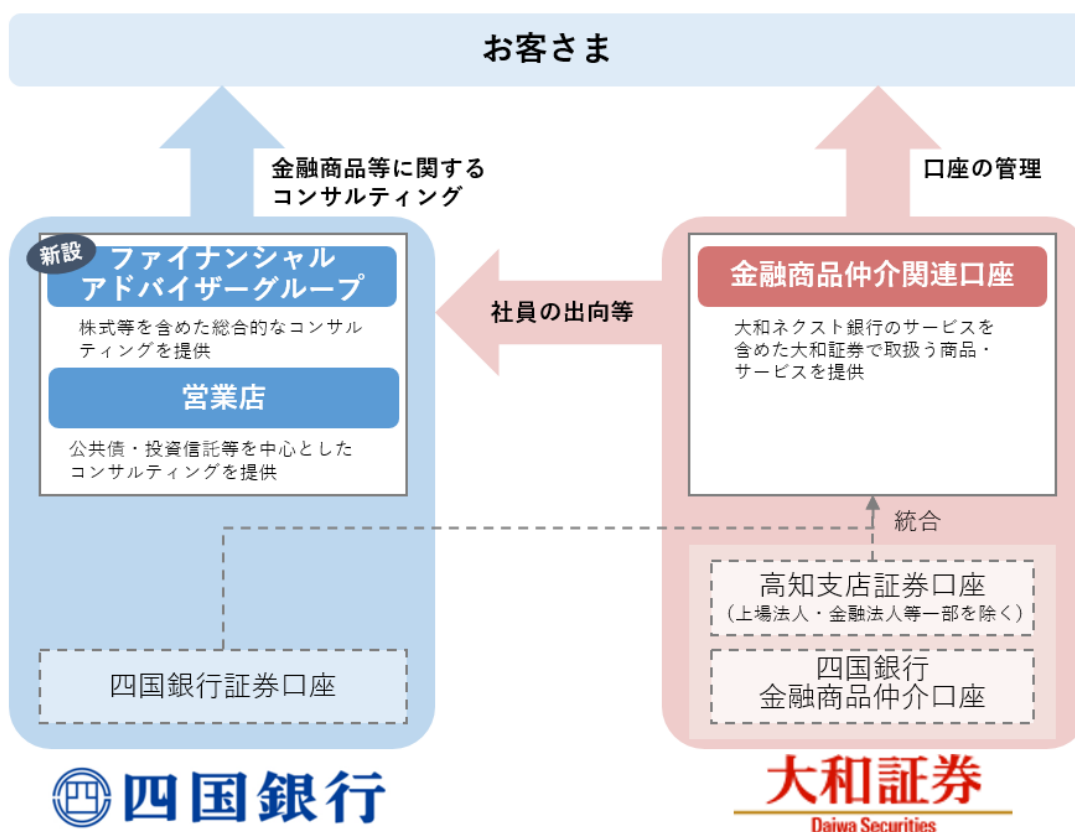 お客さま
金融商品等に関する
コンサルティング
口座の管理
新設
ファイナンシャル
アドバイザーグループ
株式等を含めた総合的なコンサル
ティングを提供
営業店
公共債・投資信託等を中心とした
コンサルティングを提供
社員の出向等
金融商品仲介関連口座
大和ネクスト銀行のサービスを
含めた大和証券で取扱う商品・
サービスを提供
統合
高知支店証券口座
(上場法人・金融法人等一部を除く)
四国銀行
金融商品仲介口座
四国銀行証券口座
四国銀行
大和証券
Daiwa Securities